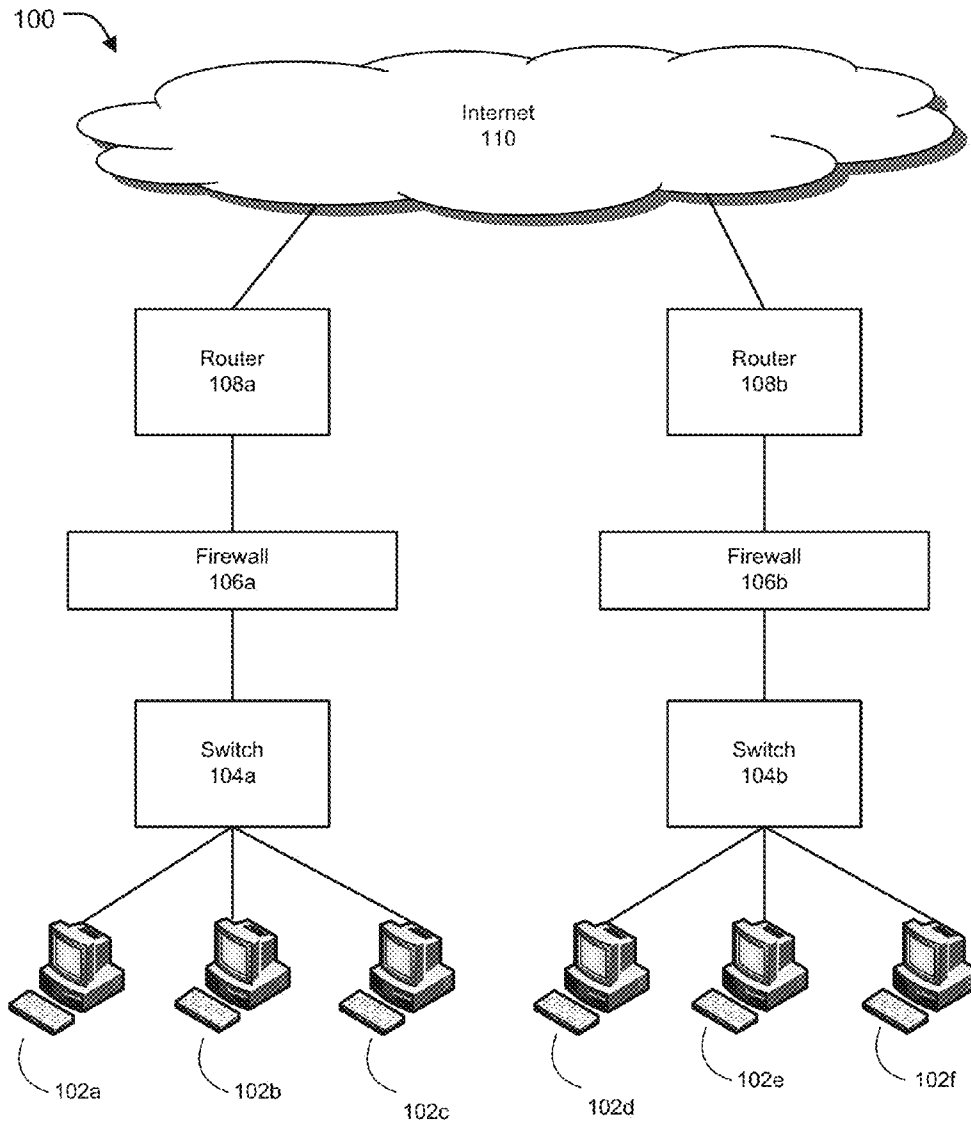 100
Internet
110
Router
108a
Router
108b
Firewall
106a
Firewall
106b
Switch
104a
Switch
104b
102a
102b
102c
102d
102e
102f